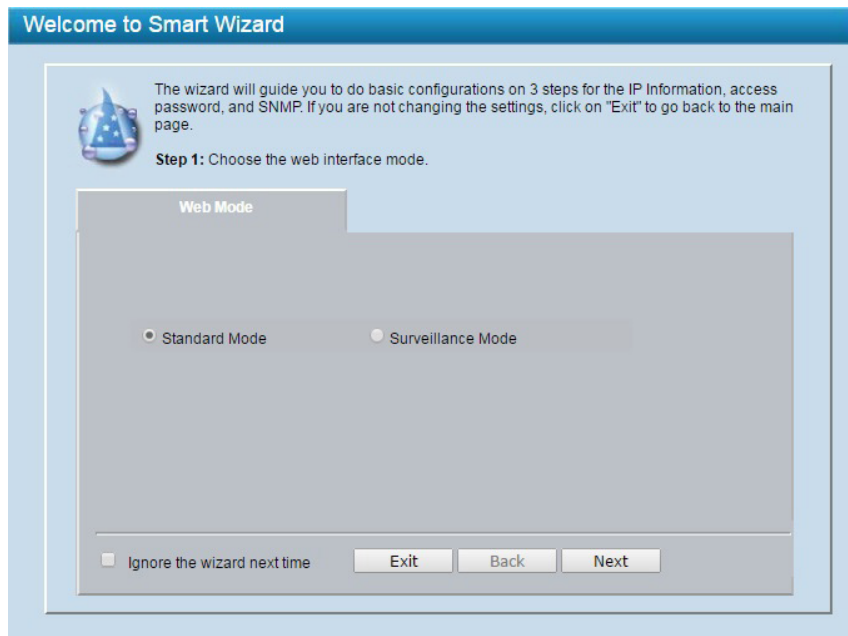 Welcome to Smart Wizard
The wizard will guide you to do basic configurations on 3 steps for the IP Information, access
password, and SNMP. If you are not changing the settings, click on "Exit" to go back to the main
page.
Step 1: Choose the web interface mode.
Web Mode
Standard Mode
Surveillance Mode
Ignore the wizard next time
Exit
Back
Next